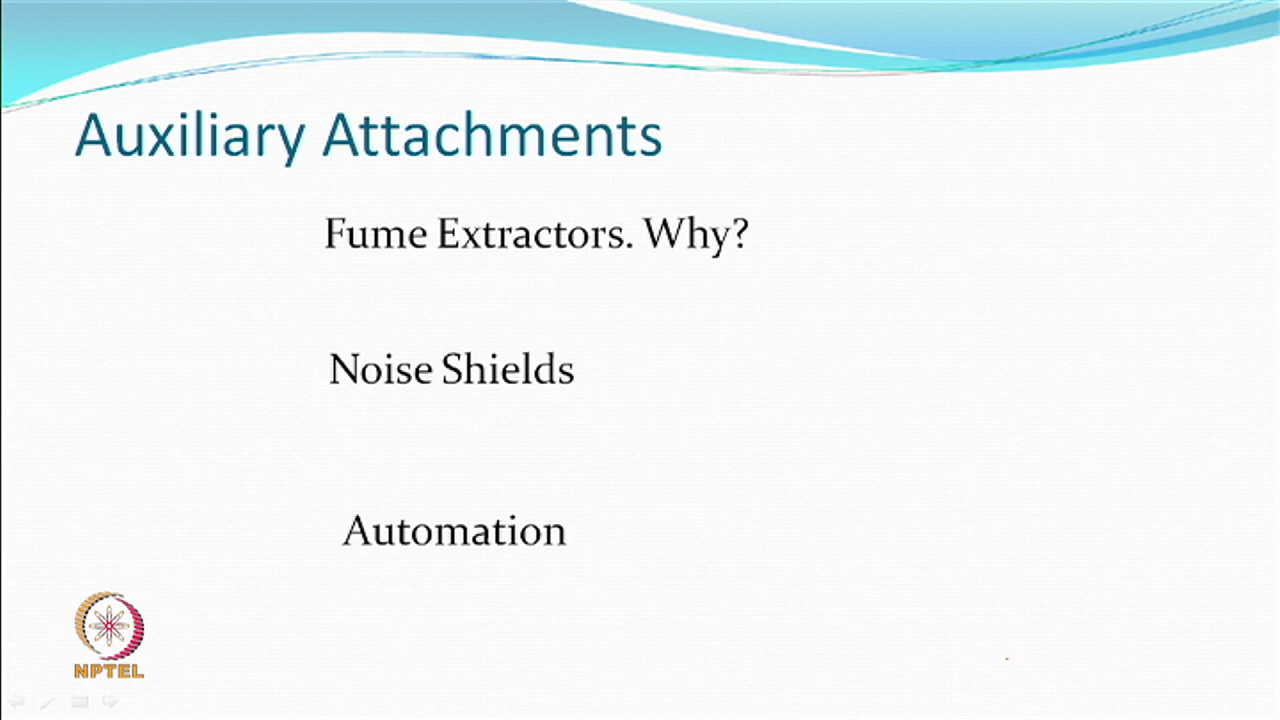 Auxiliary Attachments
Fume Extractors. Why?
Noise Shields
Automation
NPTEL